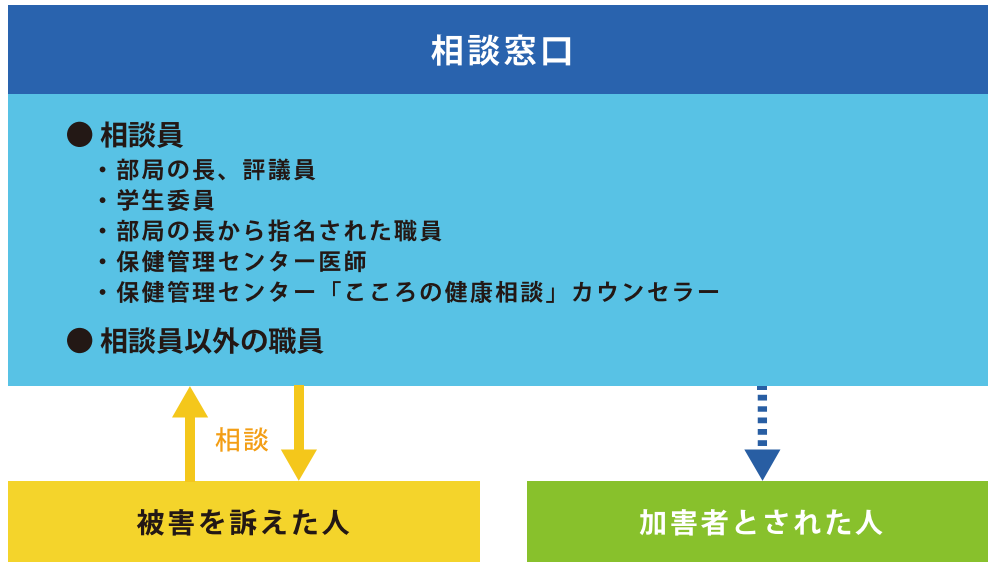 相談窓口
● 相談員
・部局の長、評議員
・学生委員
・部局の長から指名された職員
・保健管理センター医師
・保健管理センター「こころの健康相談」カウンセラー
● 相談員以外の職員
相談
被害を訴えた人
加害者とされた人